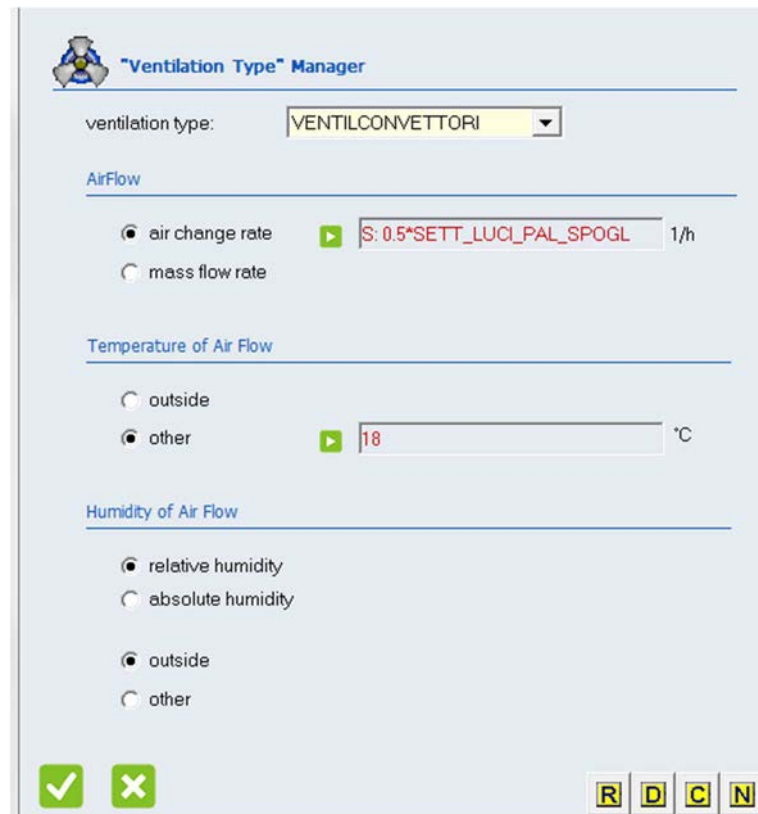 "Ventilation Type" Manager
ventilation type: VENTILCONVETTORI
AirFlow
air change rate S: 0.5*SETT_LUCI_PAL_SPOGL 1/h
mass flow rate
Temperature of Air Flow
outside
other 18 °C
Humidity of Air Flow
relative humidity
absolute humidity
outside
other
R D C N